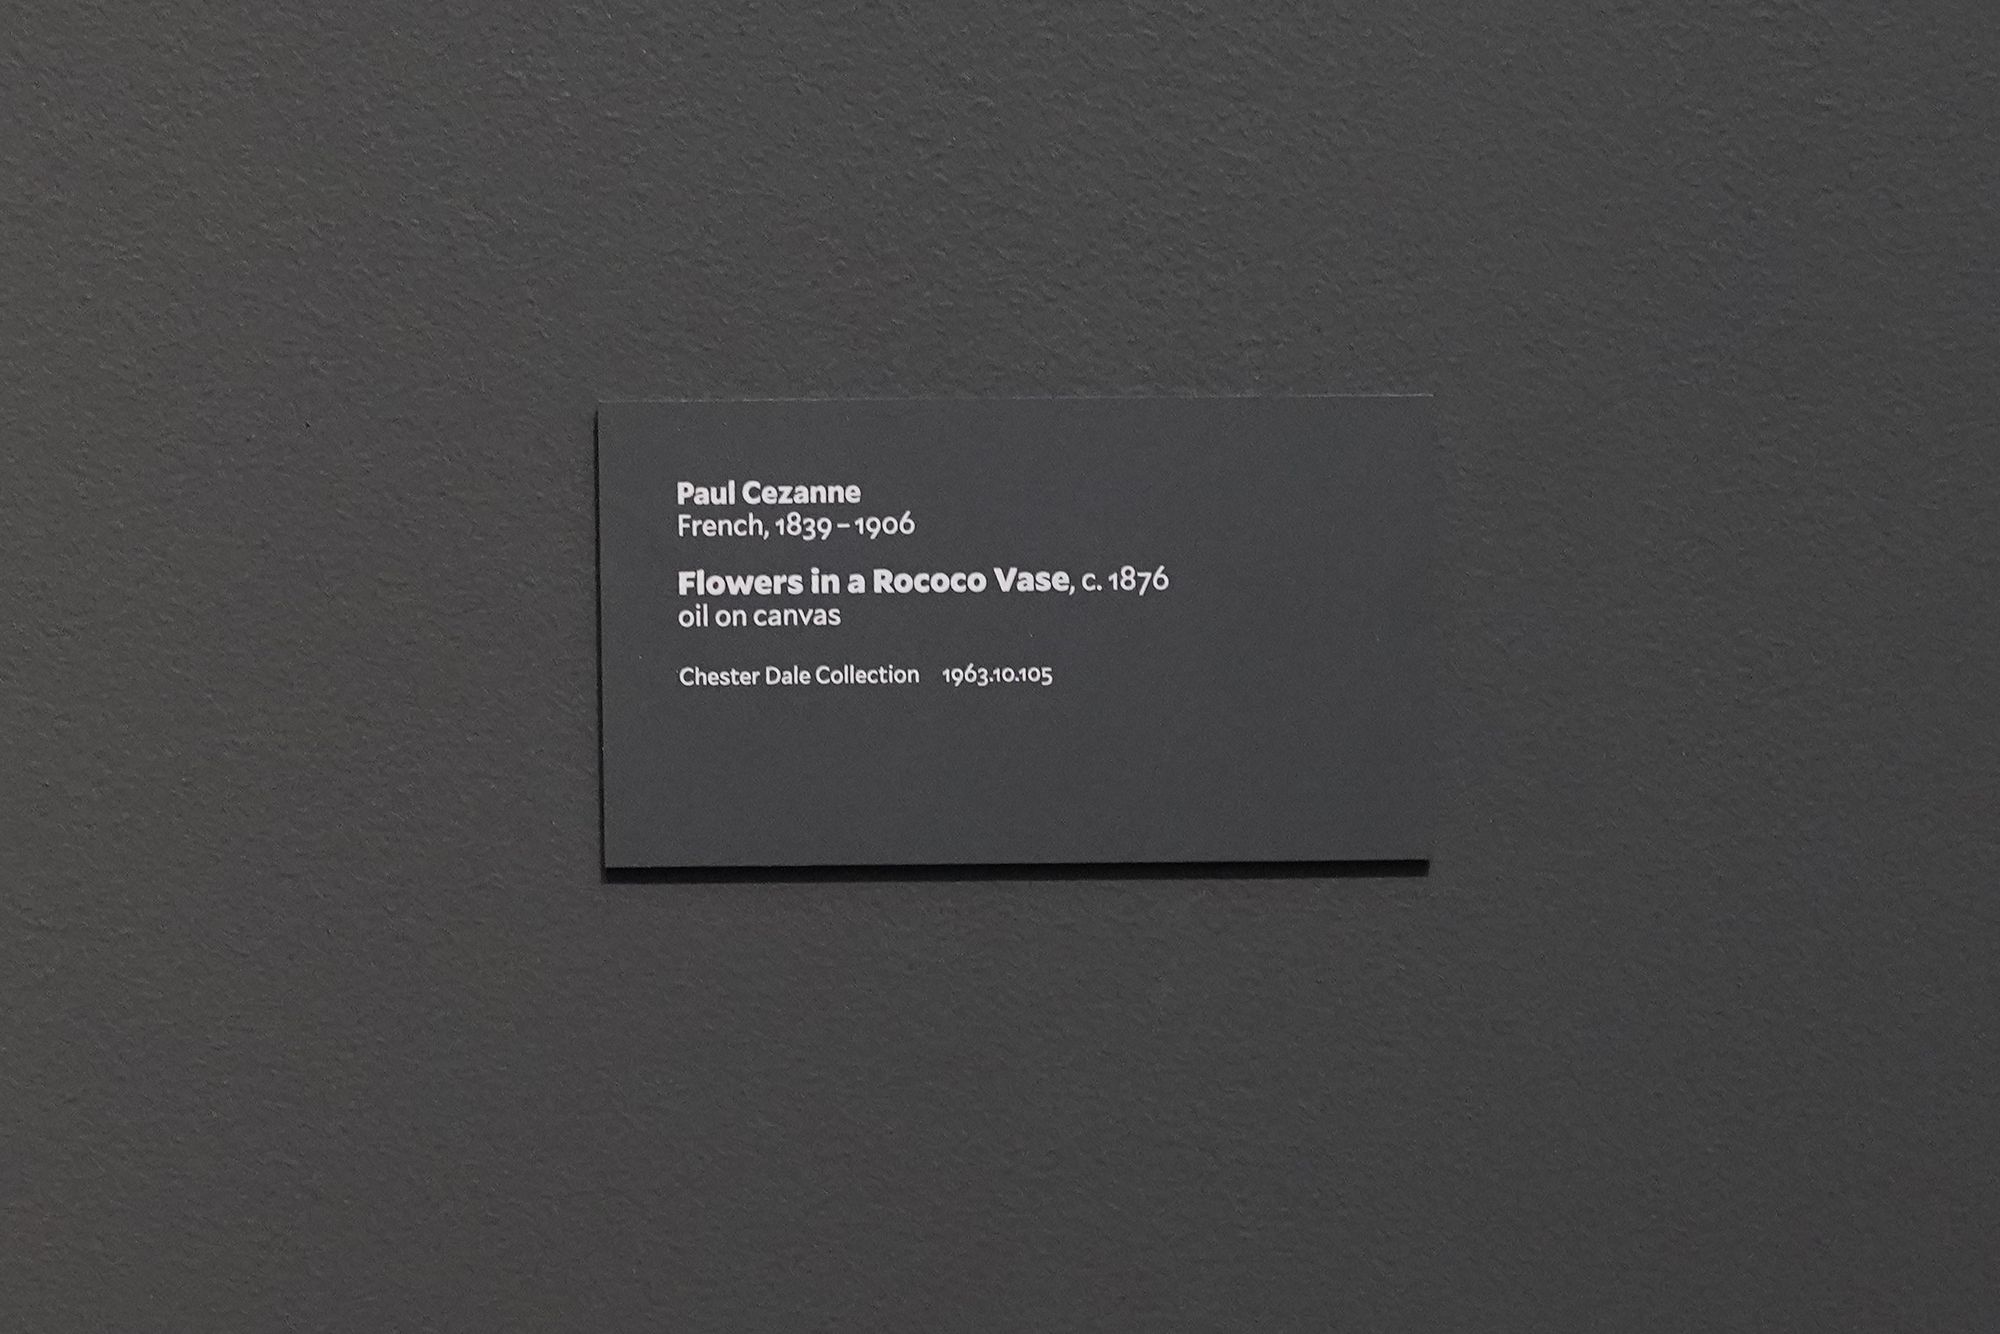 Paul Cezanne
French, 1839 – 1906
Flowers in a Rococo Vase, c. 1876
oil on canvas
Chester Dale Collection 1963.10.105